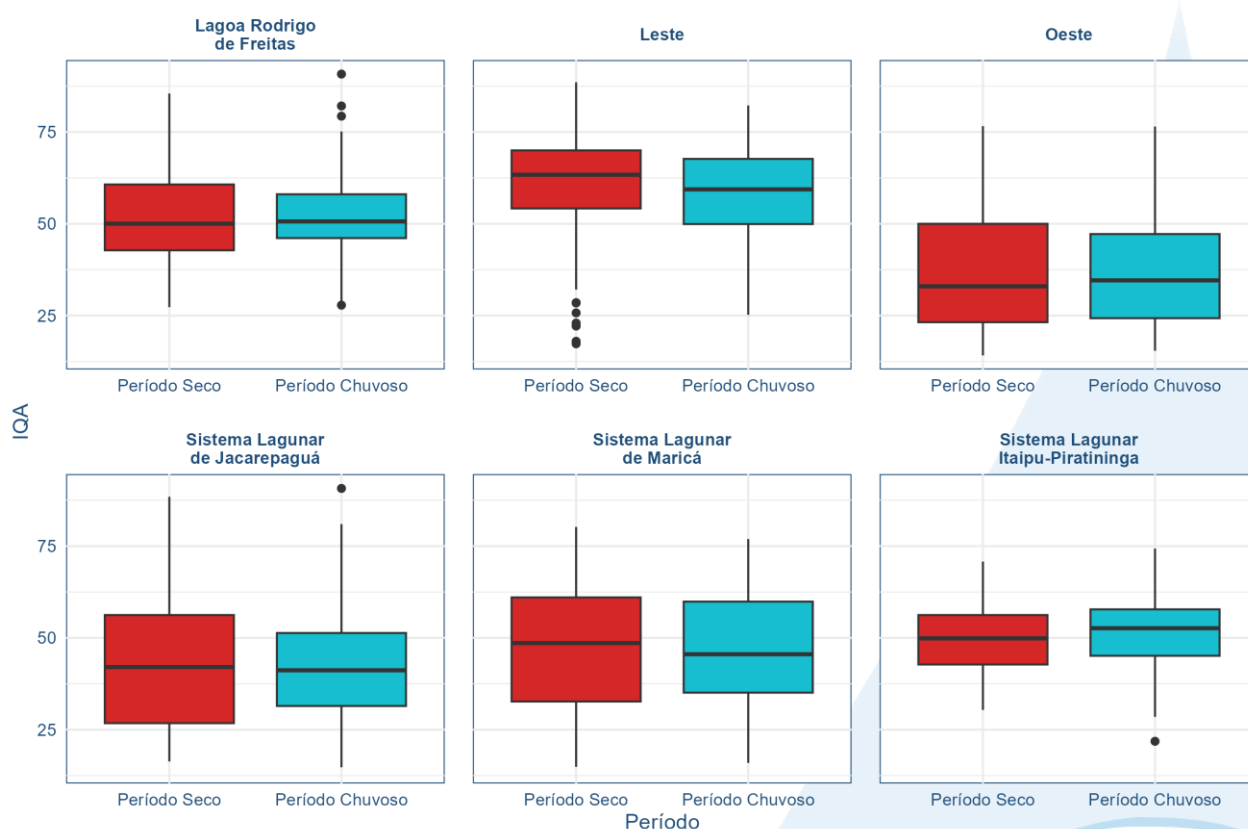 Lagoa Rodrigo
de Freitas
Leste
Oeste
75
50
25
Período Seco
Período Chuvoso
Período Seco
Período Chuvoso
Período Seco
Período Chuvoso
IQA
Sistema Lagunar
de Jacarepaguá
Sistema Lagunar
de Maricá
Sistema Lagunar
Itaipu-Piratininga
75
50
25
Período Seco
Período Chuvoso
Período Seco
Período Chuvoso
Período Seco
Período Chuvoso
Período